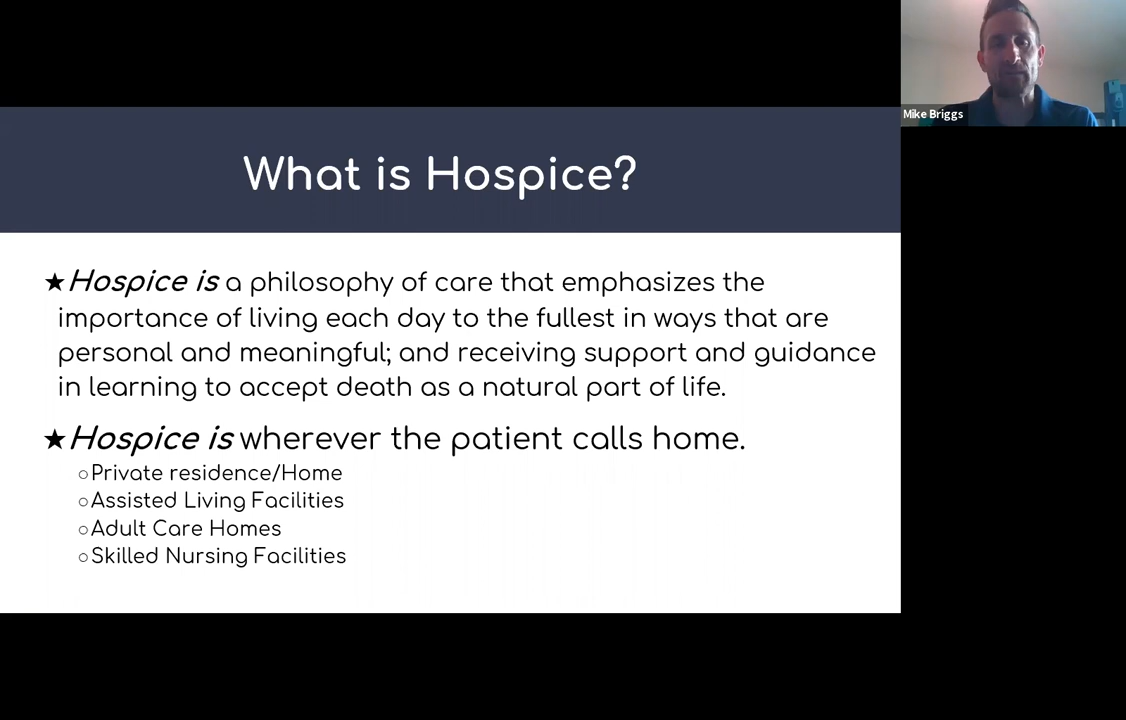 What is Hospice?
★Hospice is a philosophy of care that emphasizes the
importance of living each day to the fullest in ways that are
personal and meaningful; and receiving support and guidance
in learning to accept death as a natural part of life.
★Hospice is wherever the patient calls home.
○Private residence/Home
○Assisted Living Facilities
○Adult Care Homes
○Skilled Nursing Facilities
Mike Briggs